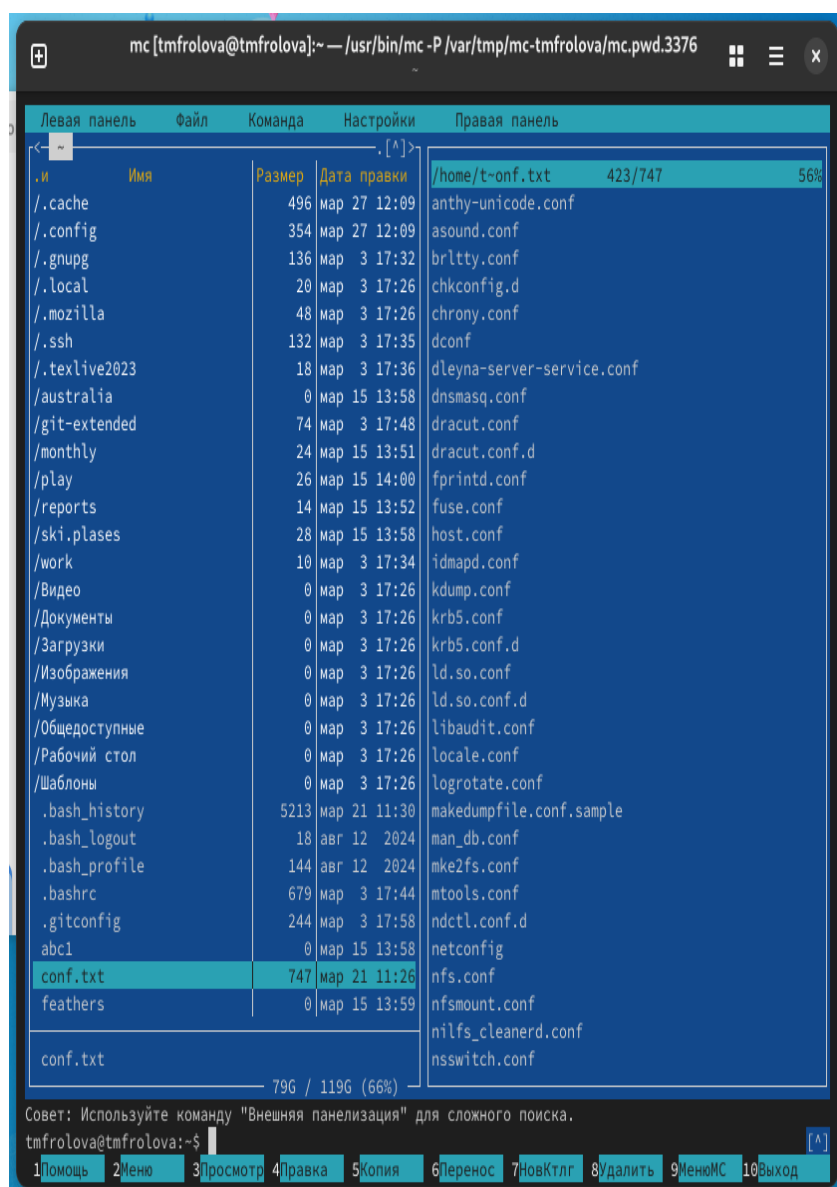 mc [tmfrolova@tmfrolova]:~ — /usr/bin/mc -P /var/tmp/mc-tmfrolova/mc.pwd.3376
~
Левая панель Файл Команда Настройки Правая панель
<─ ~ .[^]>
.и Имя Размер Дата правки
/.cache 496 мар 27 12:09
/.config 354 мар 27 12:09
/.gnupg 136 мар 3 17:32
/.local 20 мар 3 17:26
/.mozilla 48 мар 3 17:26
/.ssh 132 мар 3 17:35
/.texlive2023 18 мар 3 17:36
/australia 0 мар 15 13:58
/git-extended 74 мар 3 17:48
/monthly 24 мар 15 13:51
/play 26 мар 15 14:00
/reports 14 мар 15 13:52
/ski.plases 28 мар 15 13:58
/work 10 мар 3 17:34
/Видео 0 мар 3 17:26
/Документы 0 мар 3 17:26
/Загрузки 0 мар 3 17:26
/Изображения 0 мар 3 17:26
/Музыка 0 мар 3 17:26
/Общедоступные 0 мар 3 17:26
/Рабочий стол 0 мар 3 17:26
/Шаблоны 0 мар 3 17:26
.bash_history 5213 мар 21 11:30
.bash_logout 18 авг 12 2024
.bash_profile 144 авг 12 2024
.bashrc 679 мар 3 17:44
.gitconfig 244 мар 3 17:58
abc1 0 мар 15 13:58
conf.txt 747 мар 21 11:26
feathers 0 мар 15 13:59
conf.txt
79G / 119G (66%)
/home/t~onf.txt 423/747 56%
anthy-unicode.conf
asound.conf
brltty.conf
chkconfig.d
chrony.conf
dconf
dleyna-server-service.conf
dnsmasq.conf
dracut.conf
dracut.conf.d
fprintd.conf
fuse.conf
host.conf
idmapd.conf
kdump.conf
krb5.conf
krb5.conf.d
ld.so.conf
ld.so.conf.d
libaudit.conf
locale.conf
logrotate.conf
makedumpfile.conf.sample
man_db.conf
mke2fs.conf
mtools.conf
ndctl.conf.d
netconfig
nfs.conf
nfsmount.conf
nilfs_cleanerd.conf
nsswitch.conf
Совет: Используйте команду "Внешняя панелизация" для сложного поиска.
tmfrolova@tmfrolova:~$ [^]
1Помощь 2Меню 3Просмотр 4Правка 5Копия 6Перенос 7НовКтлг 8Удалить 9МенюMC 10Выход